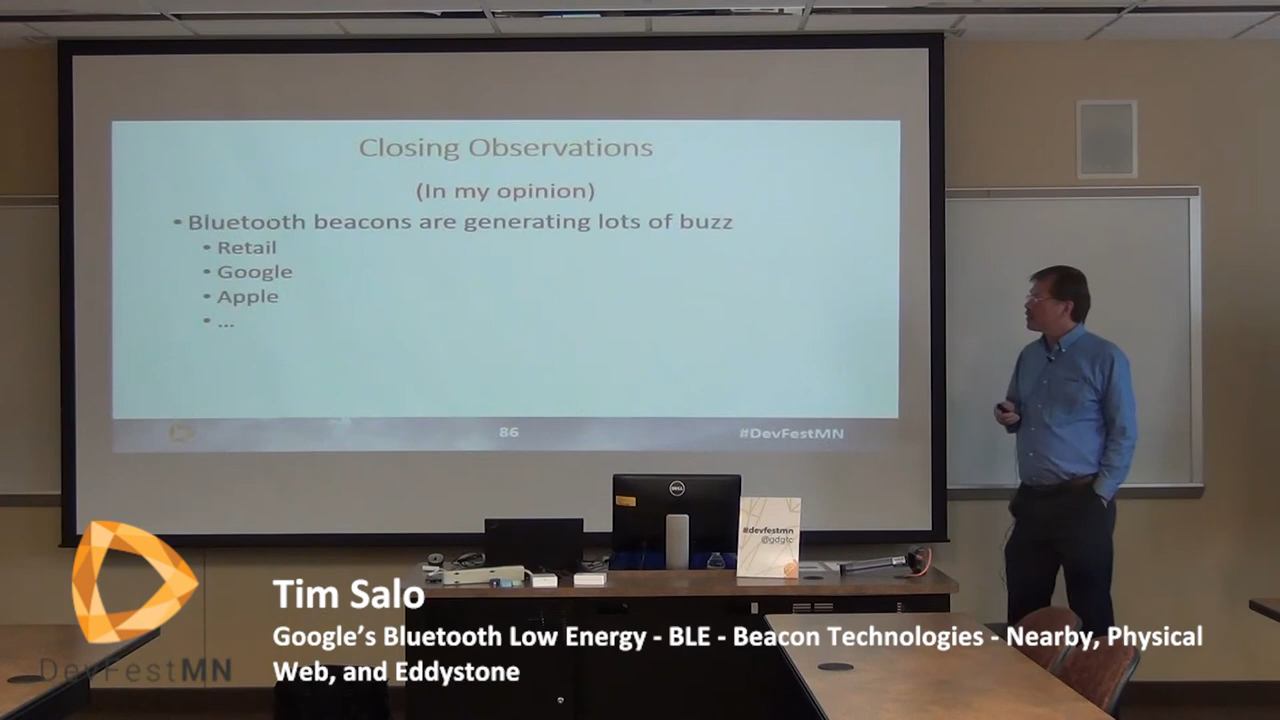 Closing Observations
(In my opinion)
• Bluetooth beacons are generating lots of buzz
• Retail
• Google
• Apple
• ...
86
#DevFestMN
DELL
#devfestmn
@gdgtc
Tim Salo
Google's Bluetooth Low Energy - BLE - Beacon Technologies - Nearby, Physical
Web, and Eddystone
DevFestMN